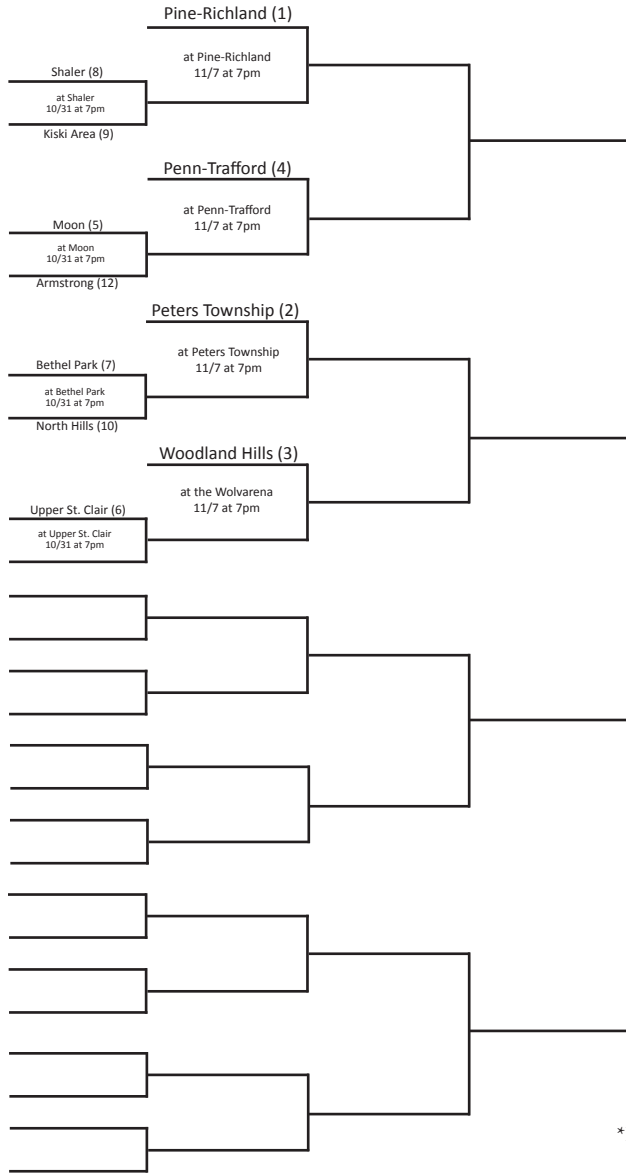 Pine-Richland (1)
at Pine-Richland
11/7 at 7pm
Shaler (8)
at Shaler
10/31 at 7pm
Kiski Area (9)
Penn-Trafford (4)
at Penn-Trafford
11/7 at 7pm
Moon (5)
at Moon
10/31 at 7pm
Armstrong (12)
Peters Township (2)
at Peters Township
11/7 at 7pm
Bethel Park (7)
at Bethel Park
10/31 at 7pm
North Hills (10)
Woodland Hills (3)
at the Wolvarena
11/7 at 7pm
Upper St. Clair (6)
at Upper St. Clair
10/31 at 7pm
*